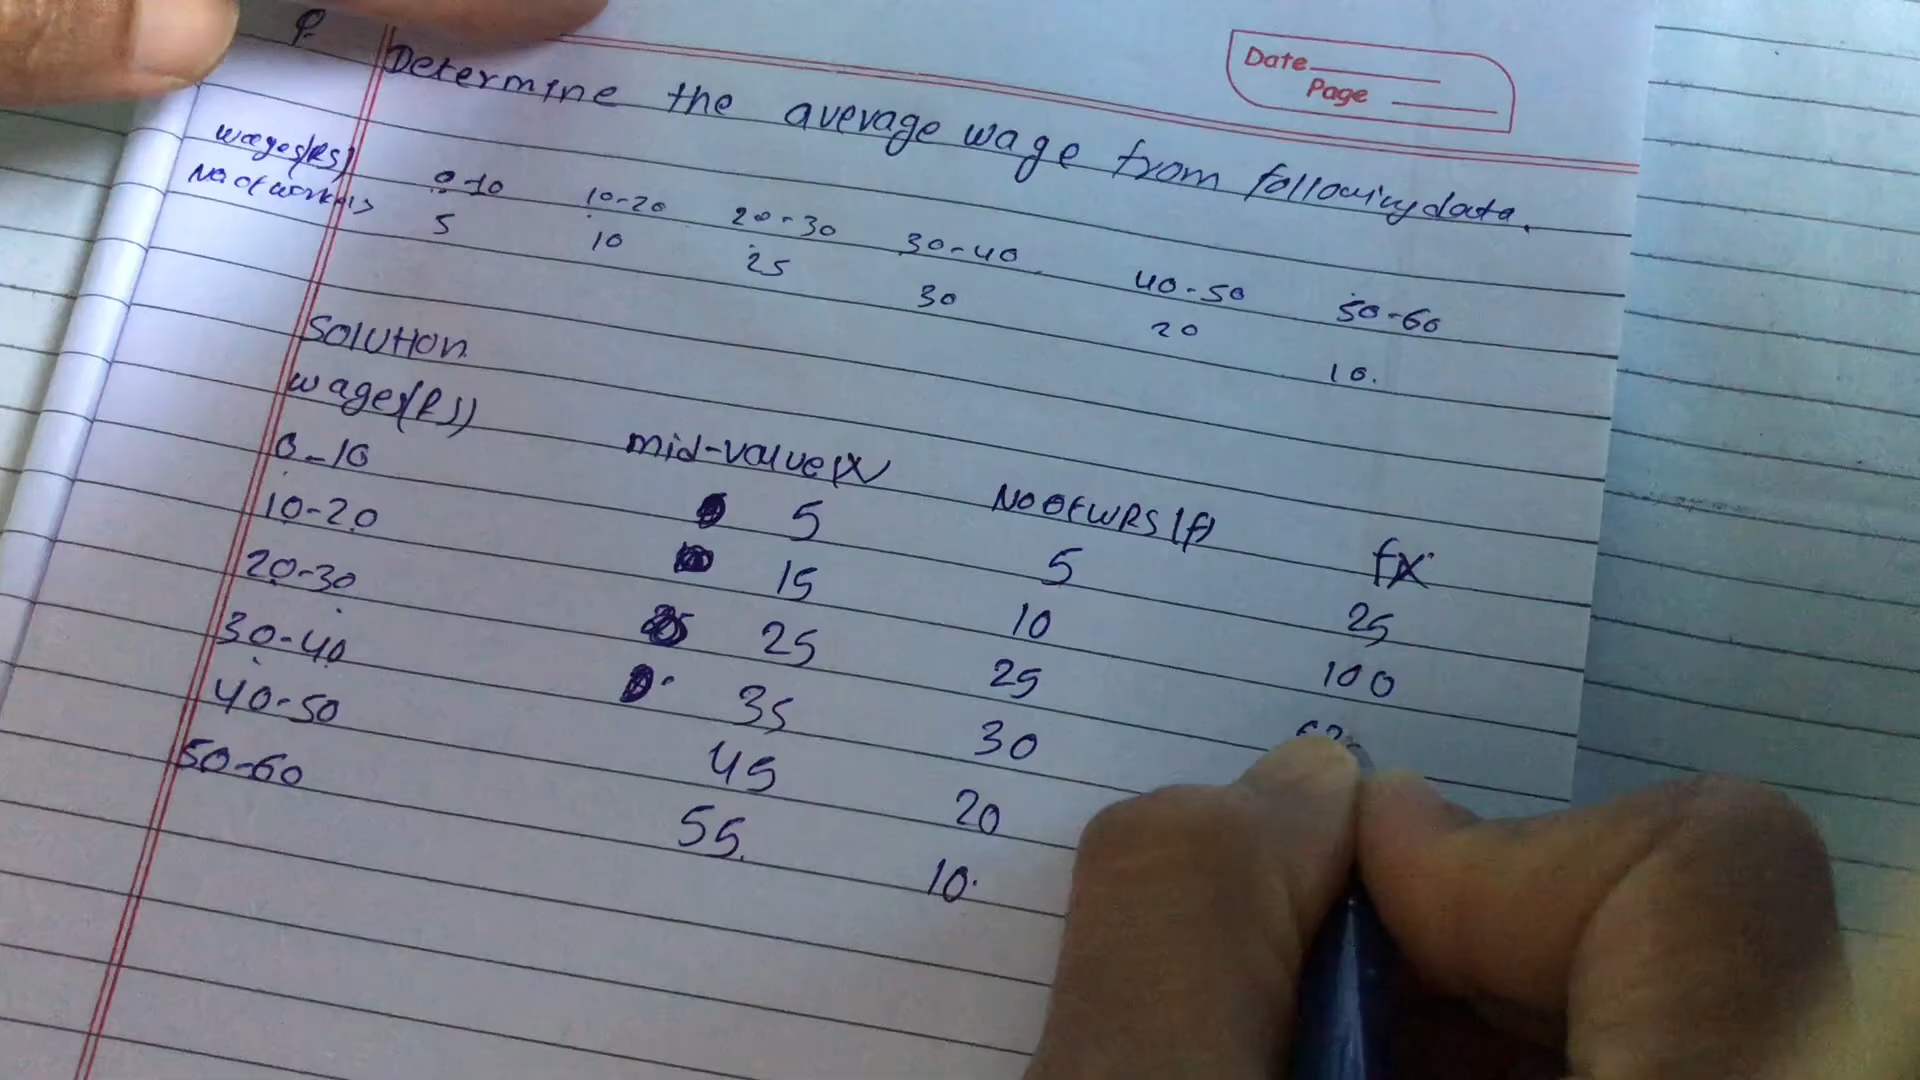 Date
Page
Determine the average wage from following data.
wages(RS) 0-10 10-20 20-30 30-40 40-50 50-60
No of workers 5 10 25 30 20 10.
Solution
wages(RS) mid-value(x) No of WRS (f) fx
0-10 5 5 25
10-20 15 10 100
20-30 25 25
30-40 35 30
40-50 45 20
50-60 55. 10.